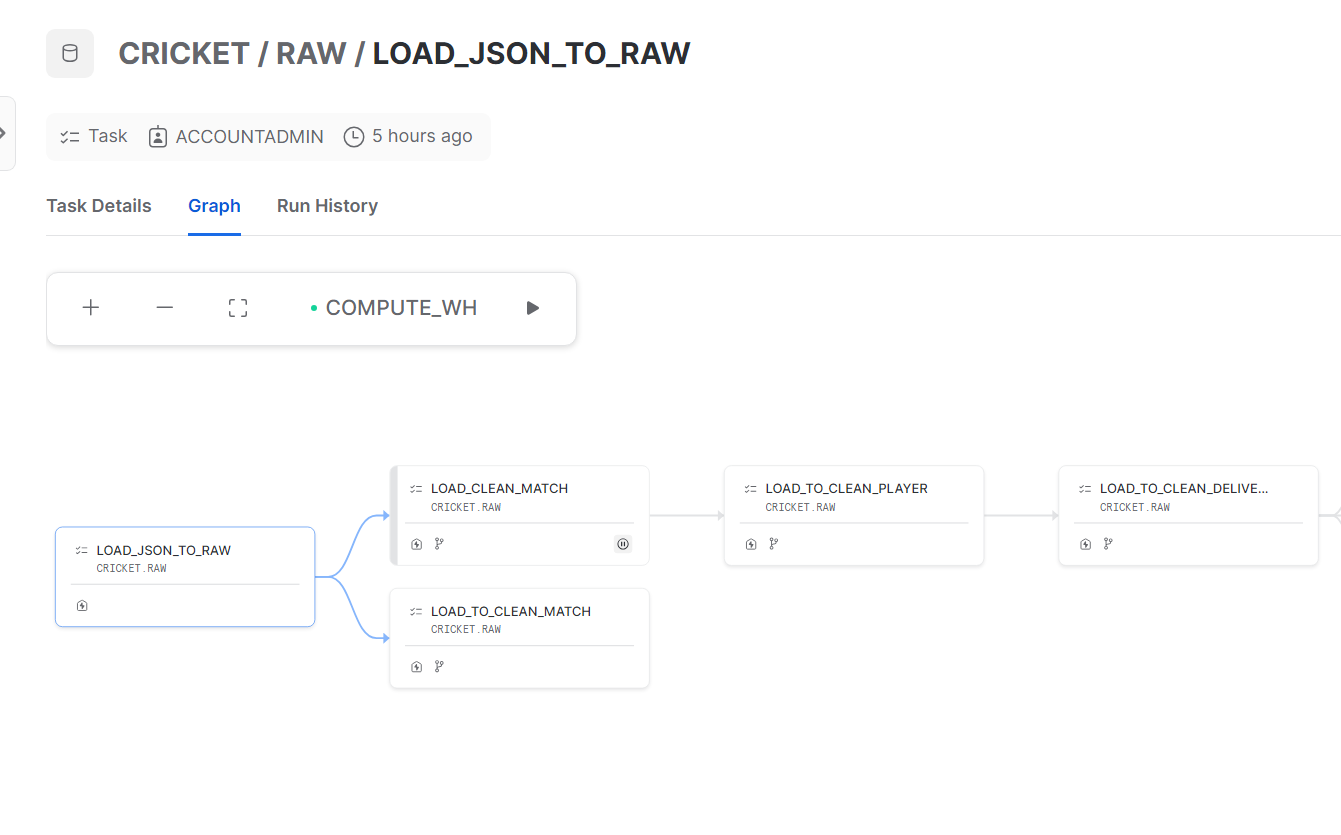 CRICKET / RAW / LOAD_JSON_TO_RAW
Task ACCOUNTADMIN 5 hours ago
Task Details Graph Run History
COMPUTE_WH
LOAD_JSON_TO_RAW
CRICKET.RAW
LOAD_CLEAN_MATCH
CRICKET.RAW
LOAD_TO_CLEAN_MATCH
CRICKET.RAW
LOAD_TO_CLEAN_PLAYER
CRICKET.RAW
LOAD_TO_CLEAN_DELIVE...
CRICKET.RAW